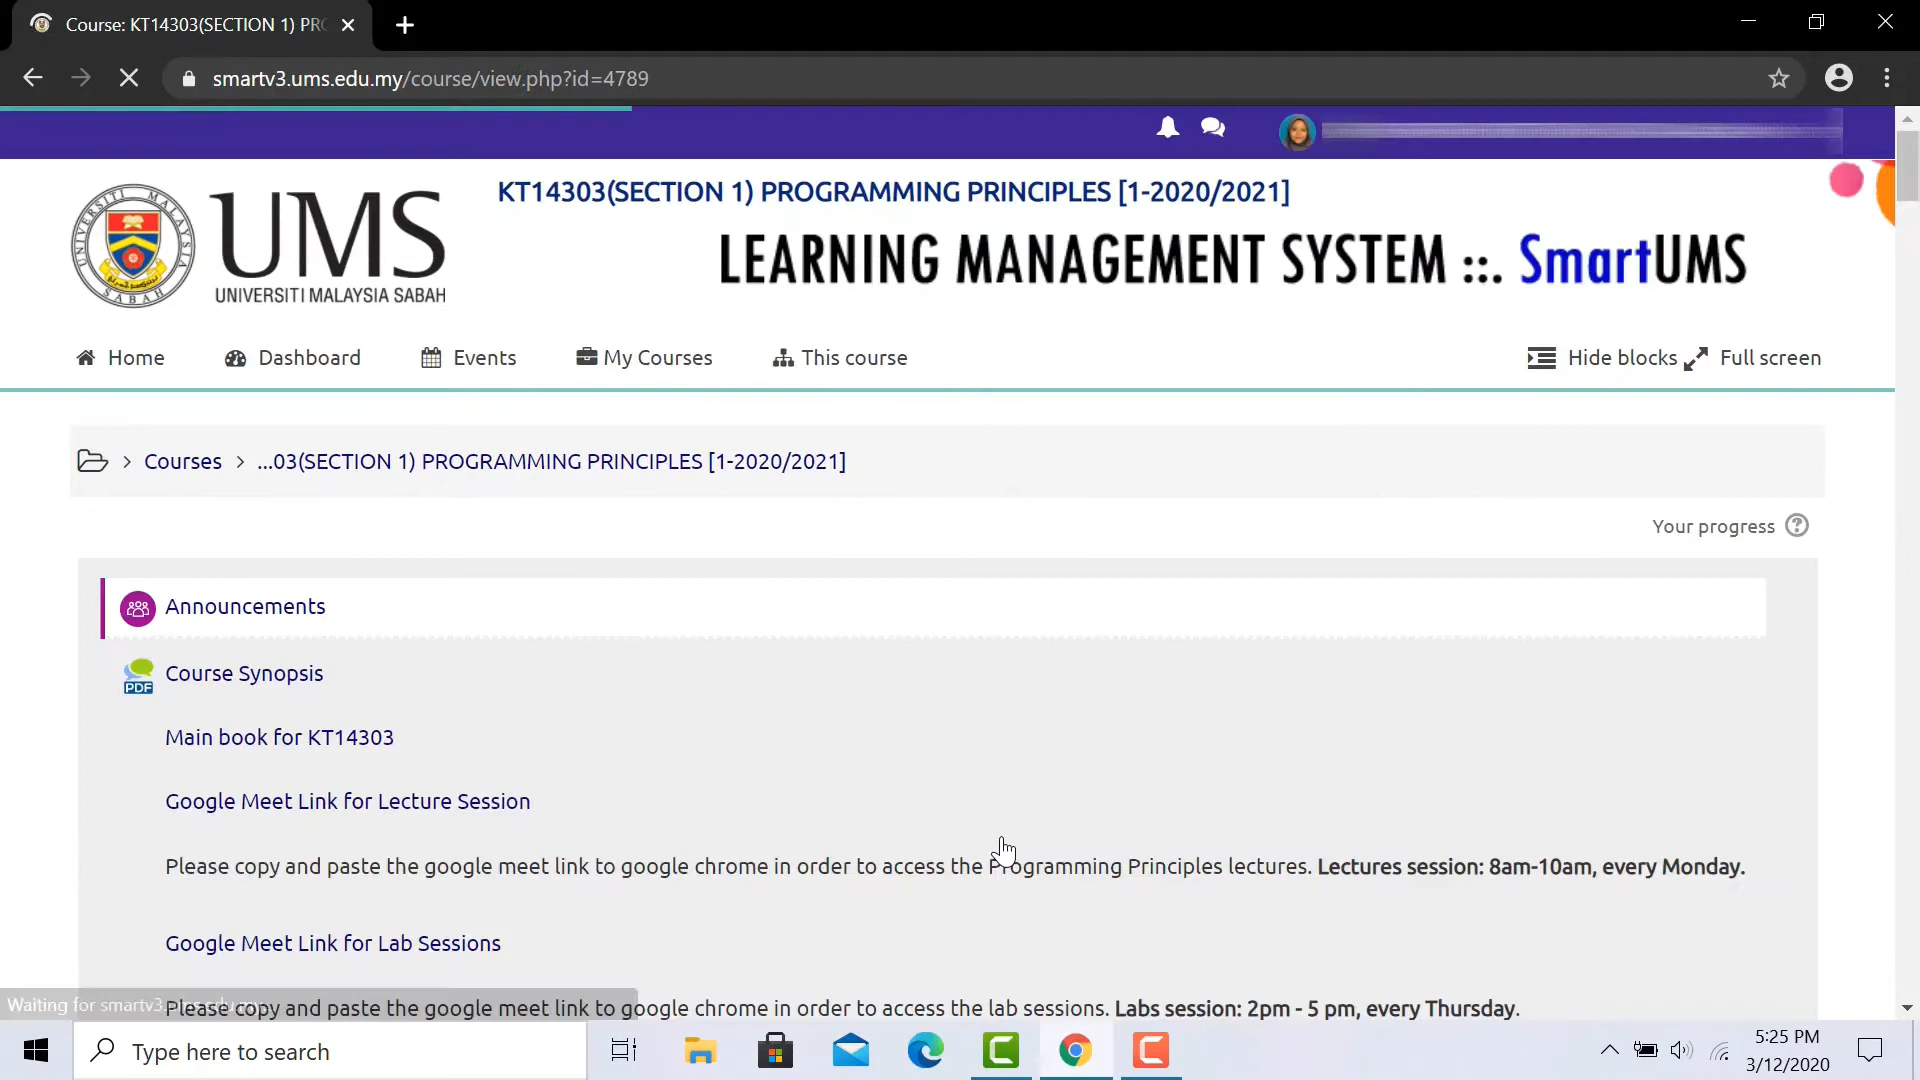 Course: KT14303(SECTION 1) PR
smartv3.ums.edu.my/course/view.php?id=4789
KT14303(SECTION 1) PROGRAMMING PRINCIPLES [1-2020/2021]
UNIVERSITI MALAYSIA
SABAH
UMS
UNIVERSITI MALAYSIA SABAH
LEARNING MANAGEMENT SYSTEM ::. SmartUMS
Home
Dashboard
Events
My Courses
This course
Hide blocks
Full screen
Courses > ...03(SECTION 1) PROGRAMMING PRINCIPLES [1-2020/2021]
Your progress
Announcements
PDF
Course Synopsis
Main book for KT14303
Google Meet Link for Lecture Session
Please copy and paste the google meet link to google chrome in order to access the Programming Principles lectures. Lectures session: 8am-10am, every Monday.
Google Meet Link for Lab Sessions
Waiting for smartv3.ums.edu.my...
Please copy and paste the google meet link to google chrome in order to access the lab sessions. Labs session: 2pm - 5 pm, every Thursday.
Type here to search
5:25 PM
3/12/2020